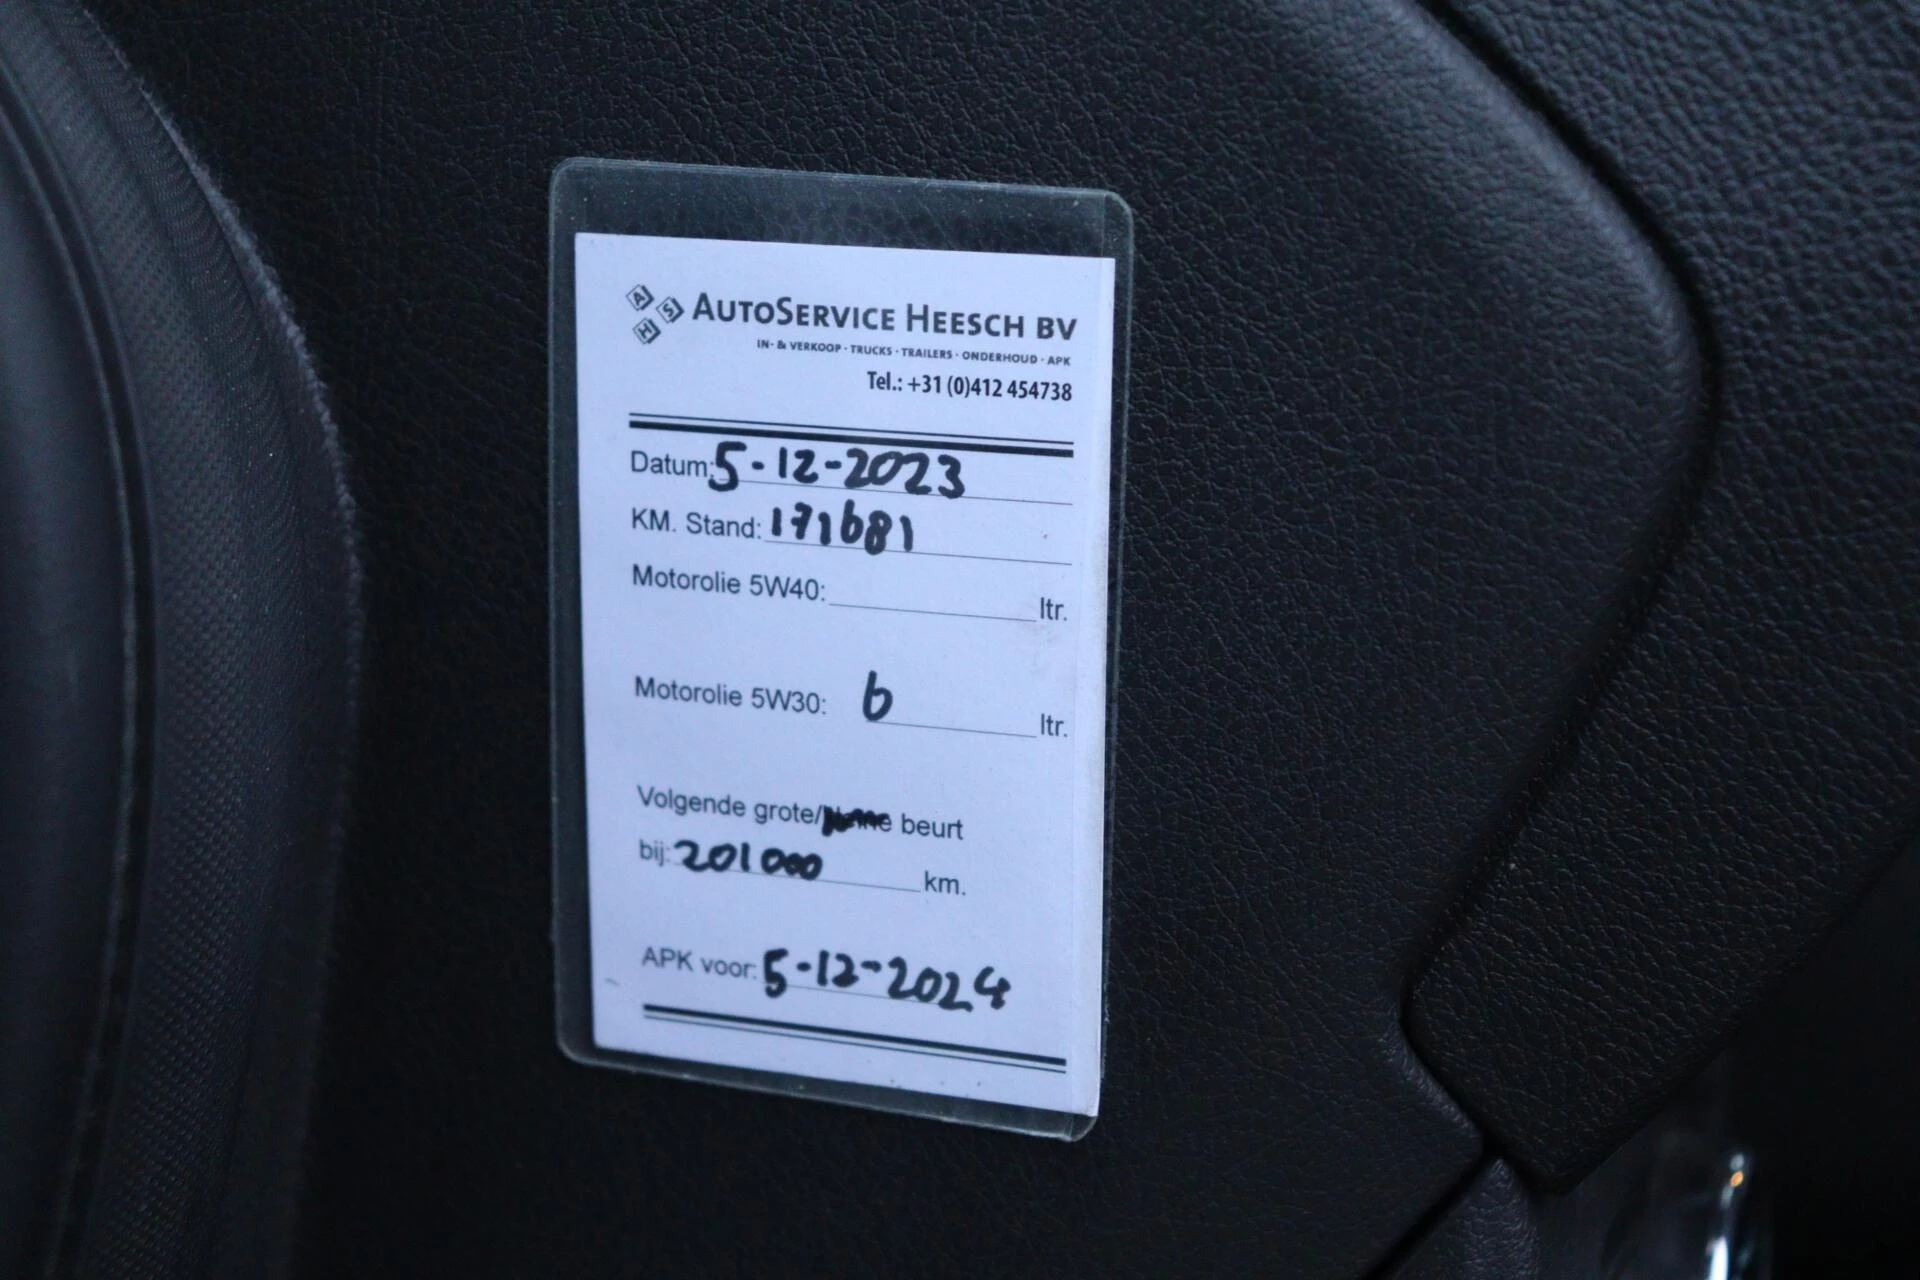 A S H
AUTOSERVICE HEESCH BV
IN- & VERKOOP · TRUCKS · TRAILERS · ONDERHOUD · APK
Tel.: +31 (0)412 454738
Datum: 5-12-2023
KM. Stand: 171681
Motorolie 5W40: ltr.
Motorolie 5W30: 6 ltr.
Volgende grote/ beurt
bij: 201000 km.
APK voor: 5-12-2024